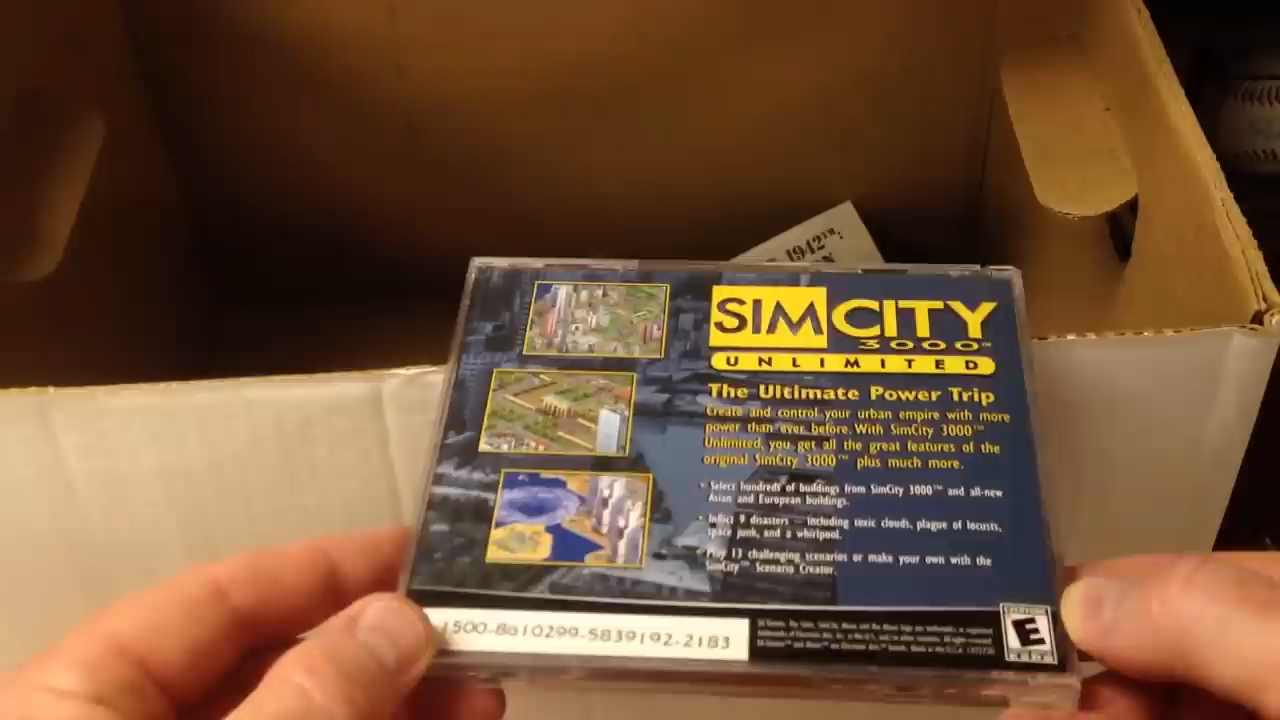 1942™:
SIMCITY
3000™
UNLIMITED
The Ultimate Power Trip
Create and control your urban empire with more
power than ever before. With SimCity 3000™
Unlimited, you get all the great features of the
original SimCity 3000™ plus much more.
• Select hundreds of buildings from SimCity 3000™ and all-new
Asian and European buildings.
• Inflict 9 disasters — including toxic clouds, plague of locusts,
space junk, and a whirlpool.
• Play 13 challenging scenarios or make your own with the
SimCity™ Scenario Creator.
1500-8610299-5839192-2183
EVERYONE
E